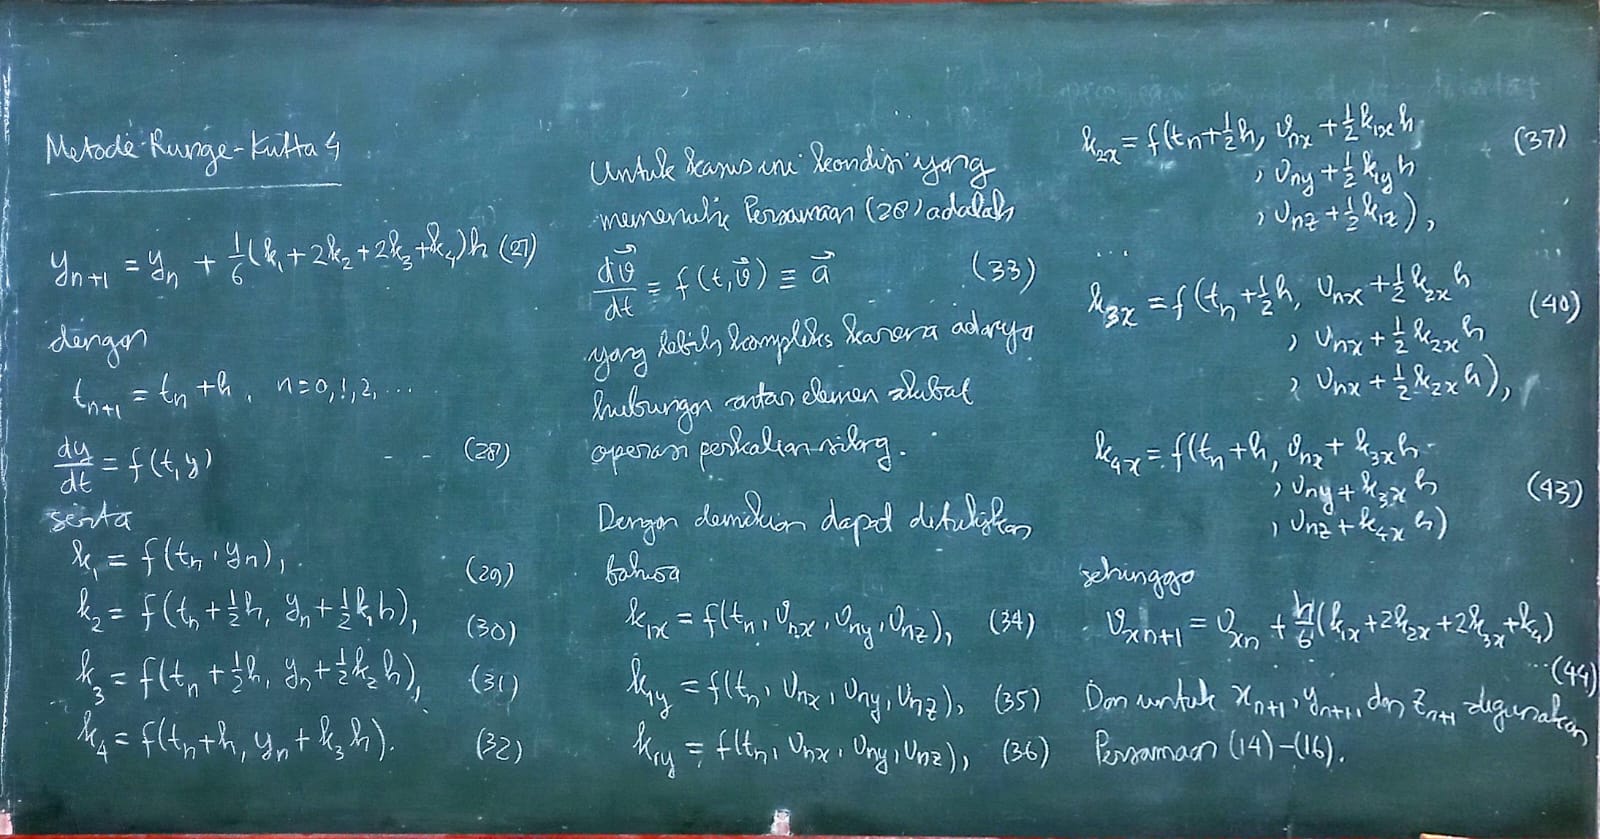 Metode Runge-Kutta 4
y_{n+1} = y_n + \frac{1}{6}(k_1 + 2k_2 + 2k_3 + k_4)h (27)
dengan
t_{n+1} = t_n + h, n = 0, 1, 2, ...
\frac{dy}{dt} = f(t, y) - - (28)
serta
k_1 = f(t_n, y_n), (29)
k_2 = f(t_n + \frac{1}{2}h, y_n + \frac{1}{2}k_1h), (30)
k_3 = f(t_n + \frac{1}{2}h, y_n + \frac{1}{2}k_2h), (31)
k_4 = f(t_n + h, y_n + k_3h). (32)
Untuk kasus ini kondisi yang
memenuhi Persamaan (28) adalah
\frac{d\vec{v}}{dt} = f(t, \vec{v}) ≡ \vec{a} (33)
yang lebih kompleks karena adanya
hubungan antar elemen akibat
operasi perkalian silang.
Dengan demikian dapat dituliskan
bahwa
k_{1x} = f(t_n, v_{nx}, v_{ny}, v_{nz}), (34)
k_{1y} = f(t_n, v_{nx}, v_{ny}, v_{nz}), (35)
k_{1y} = f(t_n, v_{nx}, v_{ny}, v_{nz}), (36)
k_{2x} = f(t_n + \frac{1}{2}h, v_{nx} + \frac{1}{2}k_{1x}h (37)
, v_{ny} + \frac{1}{2}k_{1y}h
, v_{nz} + \frac{1}{2}k_{1z}),
...
k_{3x} = f(t_n + \frac{1}{2}h, v_{nx} + \frac{1}{2}k_{2x}h (40)
, v_{nx} + \frac{1}{2}k_{2x}h
, v_{nx} + \frac{1}{2}k_{2x}h),
k_{4x} = f(t_n + h, v_{nx} + k_{3x}h
, v_{ny} + k_{3x}h (43)
, v_{nz} + k_{4x}h)
sehingga
v_{xn+1} = v_{xn} + \frac{h}{6}(k_{1x} + 2k_{2x} + 2k_{3x} + k_4)
... (44)
Dan untuk x_{n+1}, y_{n+1}, dan z_{n+1} digunakan
Persamaan (14)-(16).